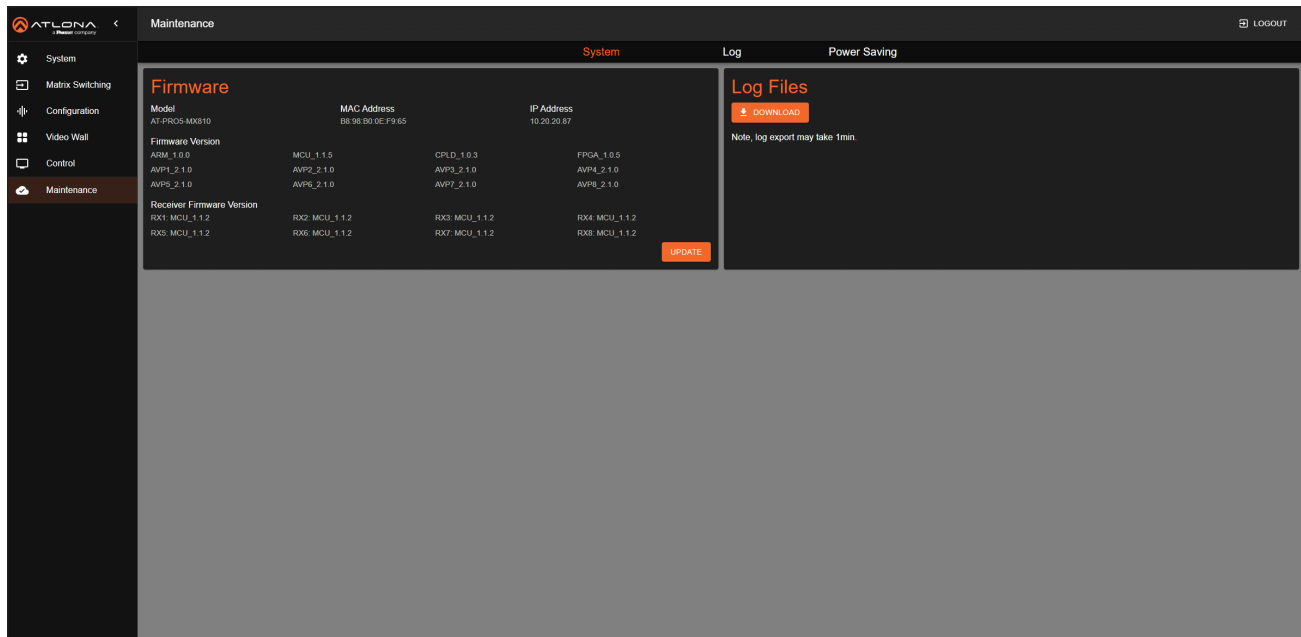 ATLONA
a Panduit company
Maintenance
LOGOUT
System
Matrix Switching
Configuration
Video Wall
Control
Maintenance
System Log Power Saving
Firmware
Model MAC Address IP Address
AT-PRO5-MX810 B8:98:B0:0E:F9:65 10.20.20.87
Firmware Version
ARM_1.0.0 MCU_1.1.5 CPLD_1.0.3 FPGA_1.0.5
AVP1_2.1.0 AVP2_2.1.0 AVP3_2.1.0 AVP4_2.1.0
AVP5_2.1.0 AVP6_2.1.0 AVP7_2.1.0 AVP8_2.1.0
Receiver Firmware Version
RX1: MCU_1.1.2 RX2: MCU_1.1.2 RX3: MCU_1.1.2 RX4: MCU_1.1.2
RX5: MCU_1.1.2 RX6: MCU_1.1.2 RX7: MCU_1.1.2 RX8: MCU_1.1.2
UPDATE
Log Files
DOWNLOAD
Note, log export may take 1min.